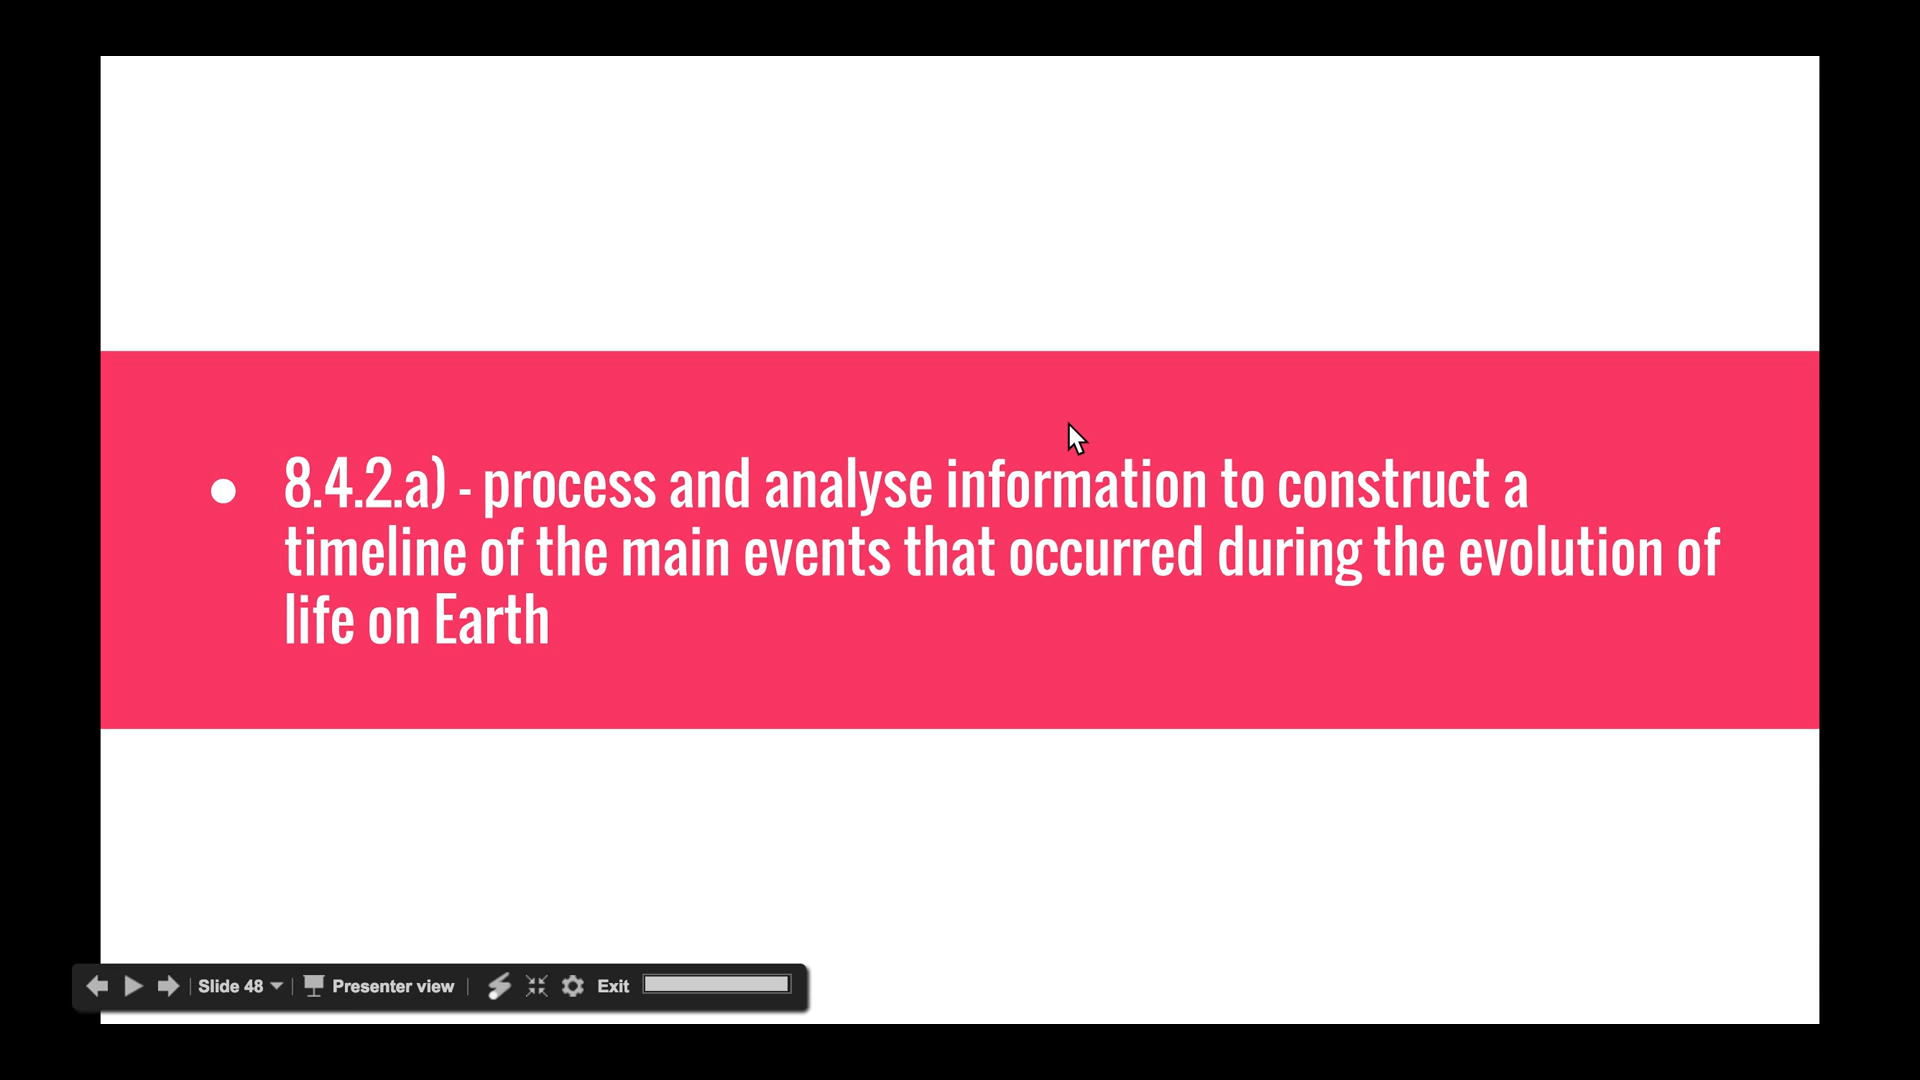 ● 8.4.2.a) - process and analyse information to construct a
timeline of the main events that occurred during the evolution of
life on Earth
Slide 48 Presenter view Exit